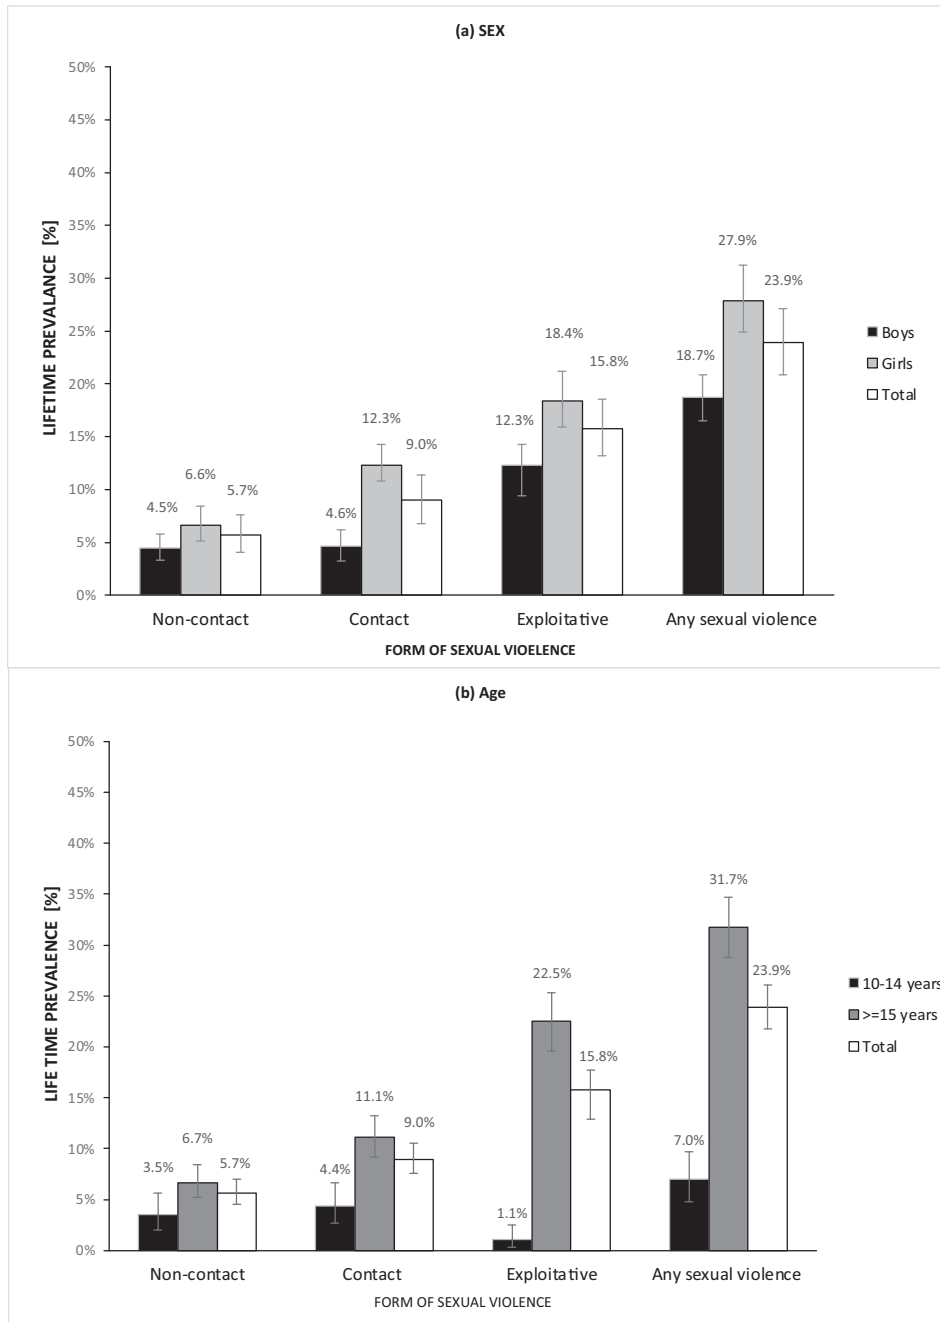 (a) SEX
50%
45%
40%
35%
30%
25%
20%
15%
10%
5%
0%
LIFETIME PREVALANCE [%]
4.5%
6.6%
5.7%
4.6%
12.3%
9.0%
12.3%
18.4%
15.8%
18.7%
27.9%
23.9%
Boys
Girls
Total
Non-contact
Contact
Exploitative
Any sexual violence
FORM OF SEXUAL VIOELENCE
(b) Age
50%
45%
40%
35%
30%
25%
20%
15%
10%
5%
0%
LIFE TIME PREVALENCE [%]
3.5%
6.7%
5.7%
4.4%
11.1%
9.0%
1.1%
22.5%
15.8%
7.0%
31.7%
23.9%
10-14 years
>=15 years
Total
Non-contact
Contact
Exploitative
Any sexual violence
FORM OF SEXUAL VIOLENCE